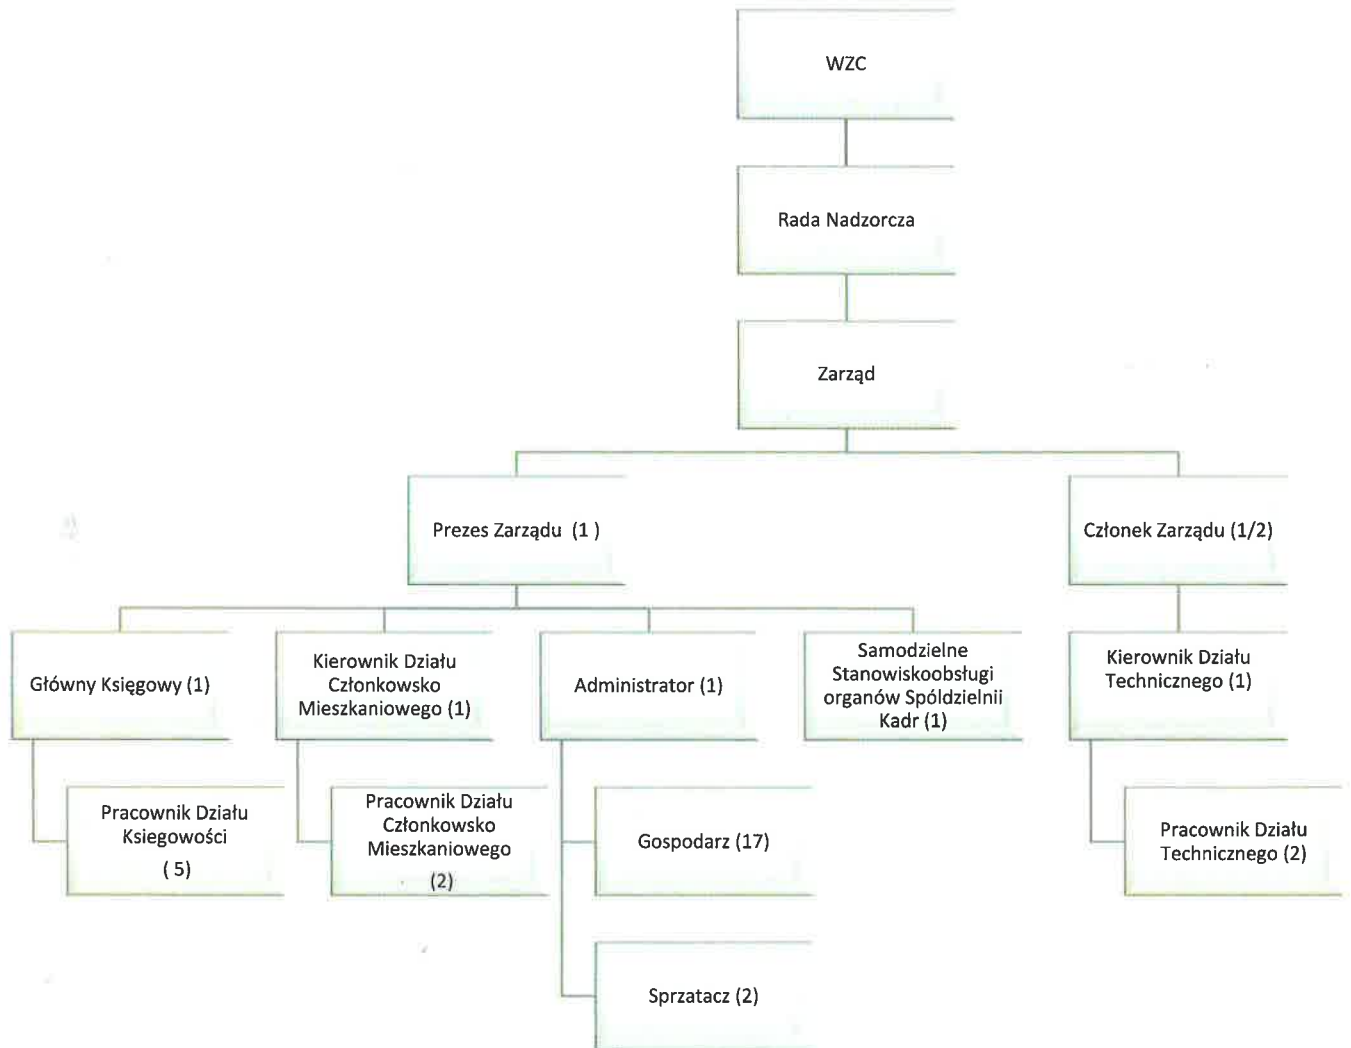 WZC
Rada Nadzorcza
Zarząd
Prezes Zarządu (1 )
Członek Zarządu (1/2)
Główny Księgowy (1)
Kierownik Działu
Członkowsko
Mieszkaniowego (1)
Administrator (1)
Samodzielne
Stanowiskoobsługi
organów Spóldzielnii
Kadr (1)
Kierownik Działu
Technicznego (1)
Pracownik Działu
Ksiegowości
( 5)
Pracownik Działu
Członkowsko
Mieszkaniowego
(2)
Gospodarz (17)
Pracownik Działu
Technicznego (2)
Sprzatacz (2)